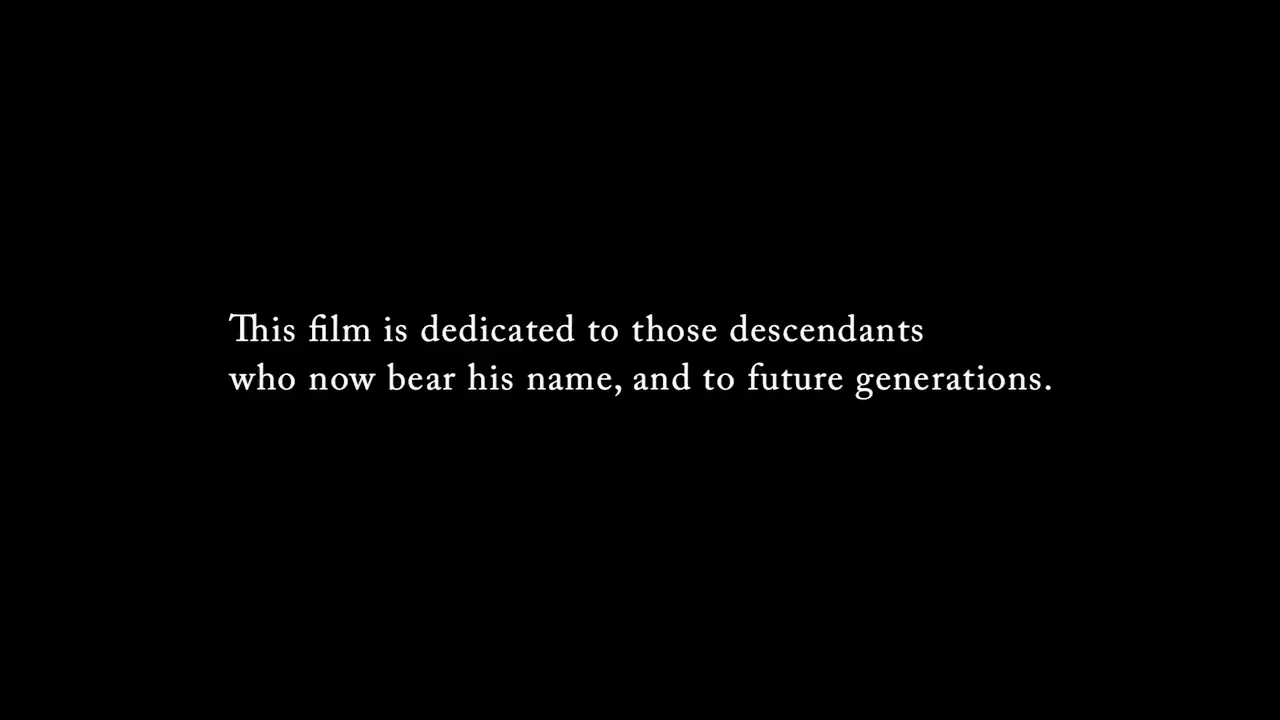 This film is dedicated to those descendants
who now bear his name, and to future generations.